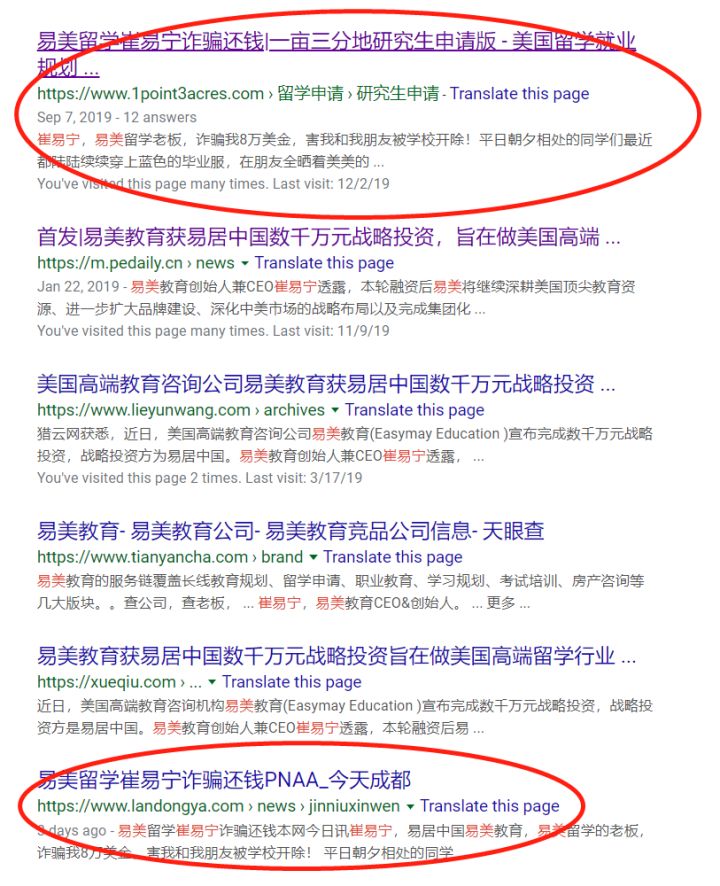 易美留学崔易宁诈骗还钱|一亩三分地研究生申请版 - 美国留学就业
规划 ...
https://www.1point3acres.com › 留学申请 › 研究生申请 - Translate this page
Sep 7, 2019 - 12 answers
崔易宁，易美留学老板，诈骗我8万美金，害我和我朋友被学校开除！平日朝夕相处的同学们最近
都陆陆续续穿上蓝色的毕业服，在朋友全晒着美美的 ...
You've visited this page many times. Last visit: 12/2/19
首发|易美教育获易居中国数千万元战略投资，旨在做美国高端 ...
https://m.pedaily.cn › news ▾ Translate this page
Jan 22, 2019 - 易美教育创始人兼CEO崔易宁透露，本轮融资后易美将继续深耕美国顶尖教育资
源、进一步扩大品牌建设、深化中美市场的战略布局以及完成集团化 ...
You've visited this page many times. Last visit: 11/9/19
美国高端教育咨询公司易美教育获易居中国数千万元战略投资 ...
https://www.lieyunwang.com › archives ▾ Translate this page
猎云网获悉，近日，美国高端教育咨询公司易美教育(Easymay Education )宣布完成数千万元战略
投资，战略投资方为易居中国。易美教育创始人兼CEO崔易宁透露， ...
You've visited this page 2 times. Last visit: 3/17/19
易美教育- 易美教育公司- 易美教育竞品公司信息- 天眼查
https://www.tianyancha.com › brand ▾ Translate this page
易美教育的服务链覆盖长线教育规划、留学申请、职业教育、学习规划、考试培训、房产咨询等
几大版块。。查公司，查老板， ... 崔易宁，易美教育CEO&创始人。 ... 更多 ...
易美教育获易居中国数千万元战略投资旨在做美国高端留学行业 ...
https://xueqiu.com › ... ▾ Translate this page
近日，美国高端教育咨询机构易美教育(Easymay Education )宣布完成数千万元战略投资，战略投
资方是易居中国。易美教育创始人兼CEO崔易宁透露，本轮融资后易 ...
易美留学崔易宁诈骗还钱PNAA_今天成都
https://www.landongya.com › news › jinniuxinwen ▾ Translate this page
3 days ago - 易美留学崔易宁诈骗还钱本网今日讯崔易宁，易居中国易美教育，易美留学的老板，
诈骗我8万美金，害我和我朋友被学校开除！ 平日朝夕相处的同学